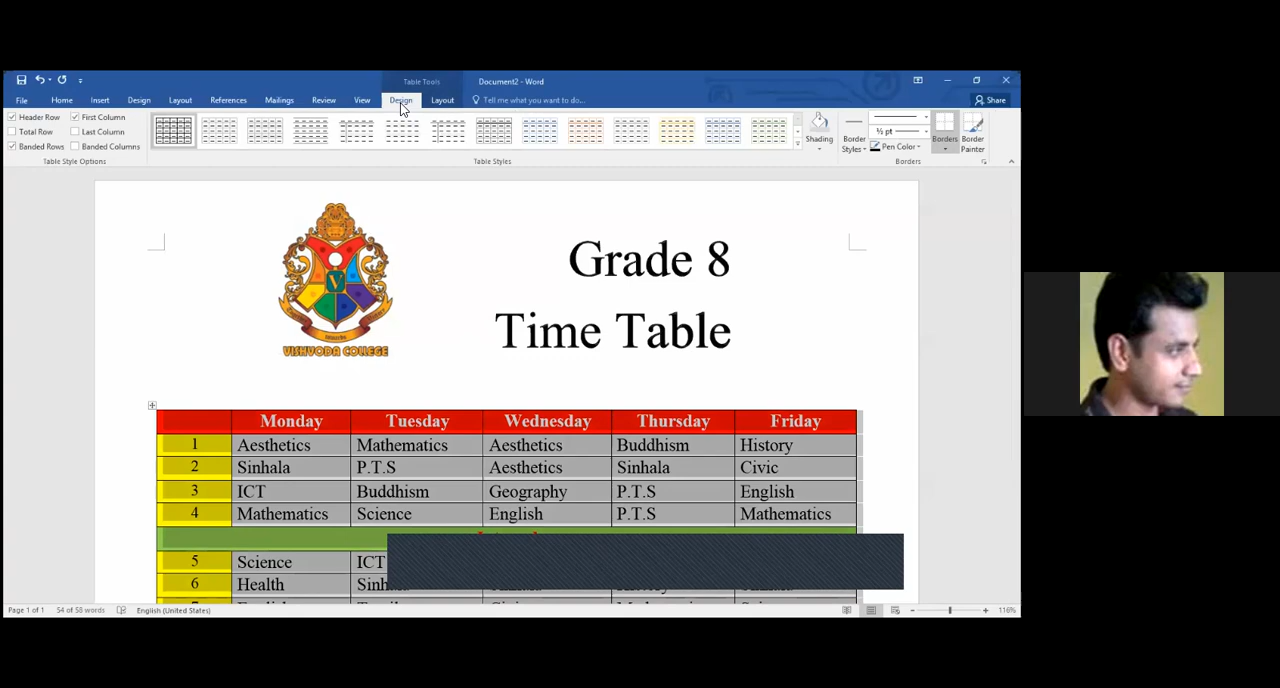 Table Tools
Document2 - Word
File Home Insert Design Layout References Mailings Review View Design Layout Tell me what you want to do... Share
Header Row First Column
Total Row Last Column
Banded Rows Banded Columns
Shading
Border Styles
½ pt
Pen Color
Borders
Border Painter
Table Style Options
Table Styles
Borders
V
VISHVODA COLLEGE
Grade 8
Time Table
Monday Tuesday Wednesday Thursday Friday
1 Aesthetics Mathematics Aesthetics Buddhism History
2 Sinhala P.T.S Aesthetics Sinhala Civic
3 ICT Buddhism Geography P.T.S English
4 Mathematics Science English P.T.S Mathematics
5 Science ICT
6 Health
Page 1 of 1 54 of 58 words English (United States) 116%